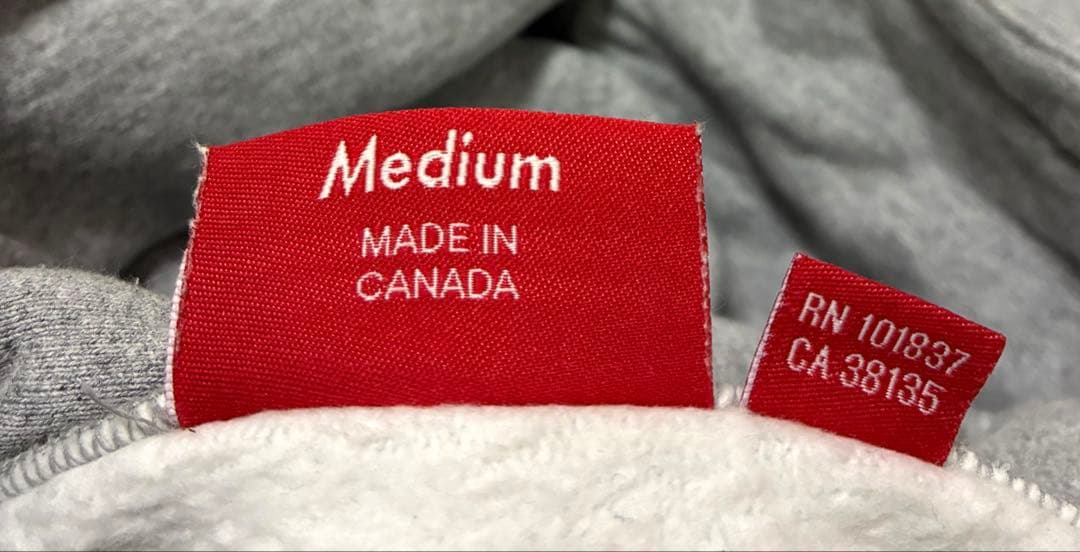 Medium
MADE IN
CANADA
RN 101837
CA 38135